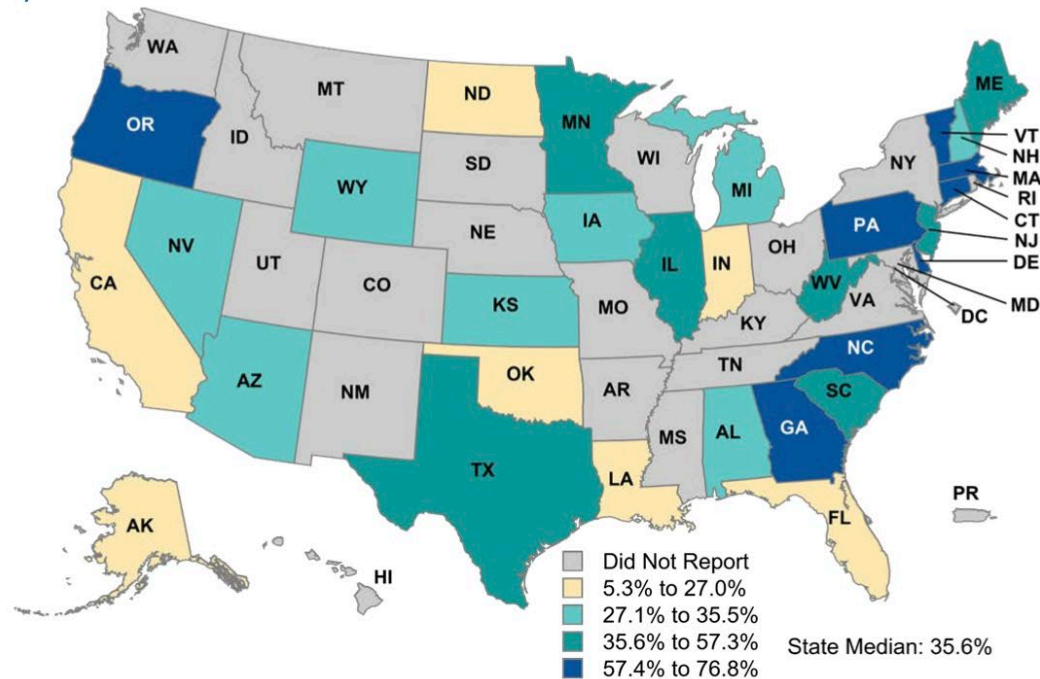 WA
MT
ND
MN
ME
OR
ID
SD
WI
NY
VT
NH
MA
RI
CT
NJ
DE
MD
DC
WY
MI
IA
NE
PA
NV
UT
CO
IL
IN
OH
WV
VA
CA
KS
MO
KY
NC
AZ
NM
OK
AR
TN
SC
MS
AL
GA
TX
LA
FL
PR
AK
HI
Did Not Report
5.3% to 27.0%
27.1% to 35.5%
35.6% to 57.3%
57.4% to 76.8%
State Median: 35.6%